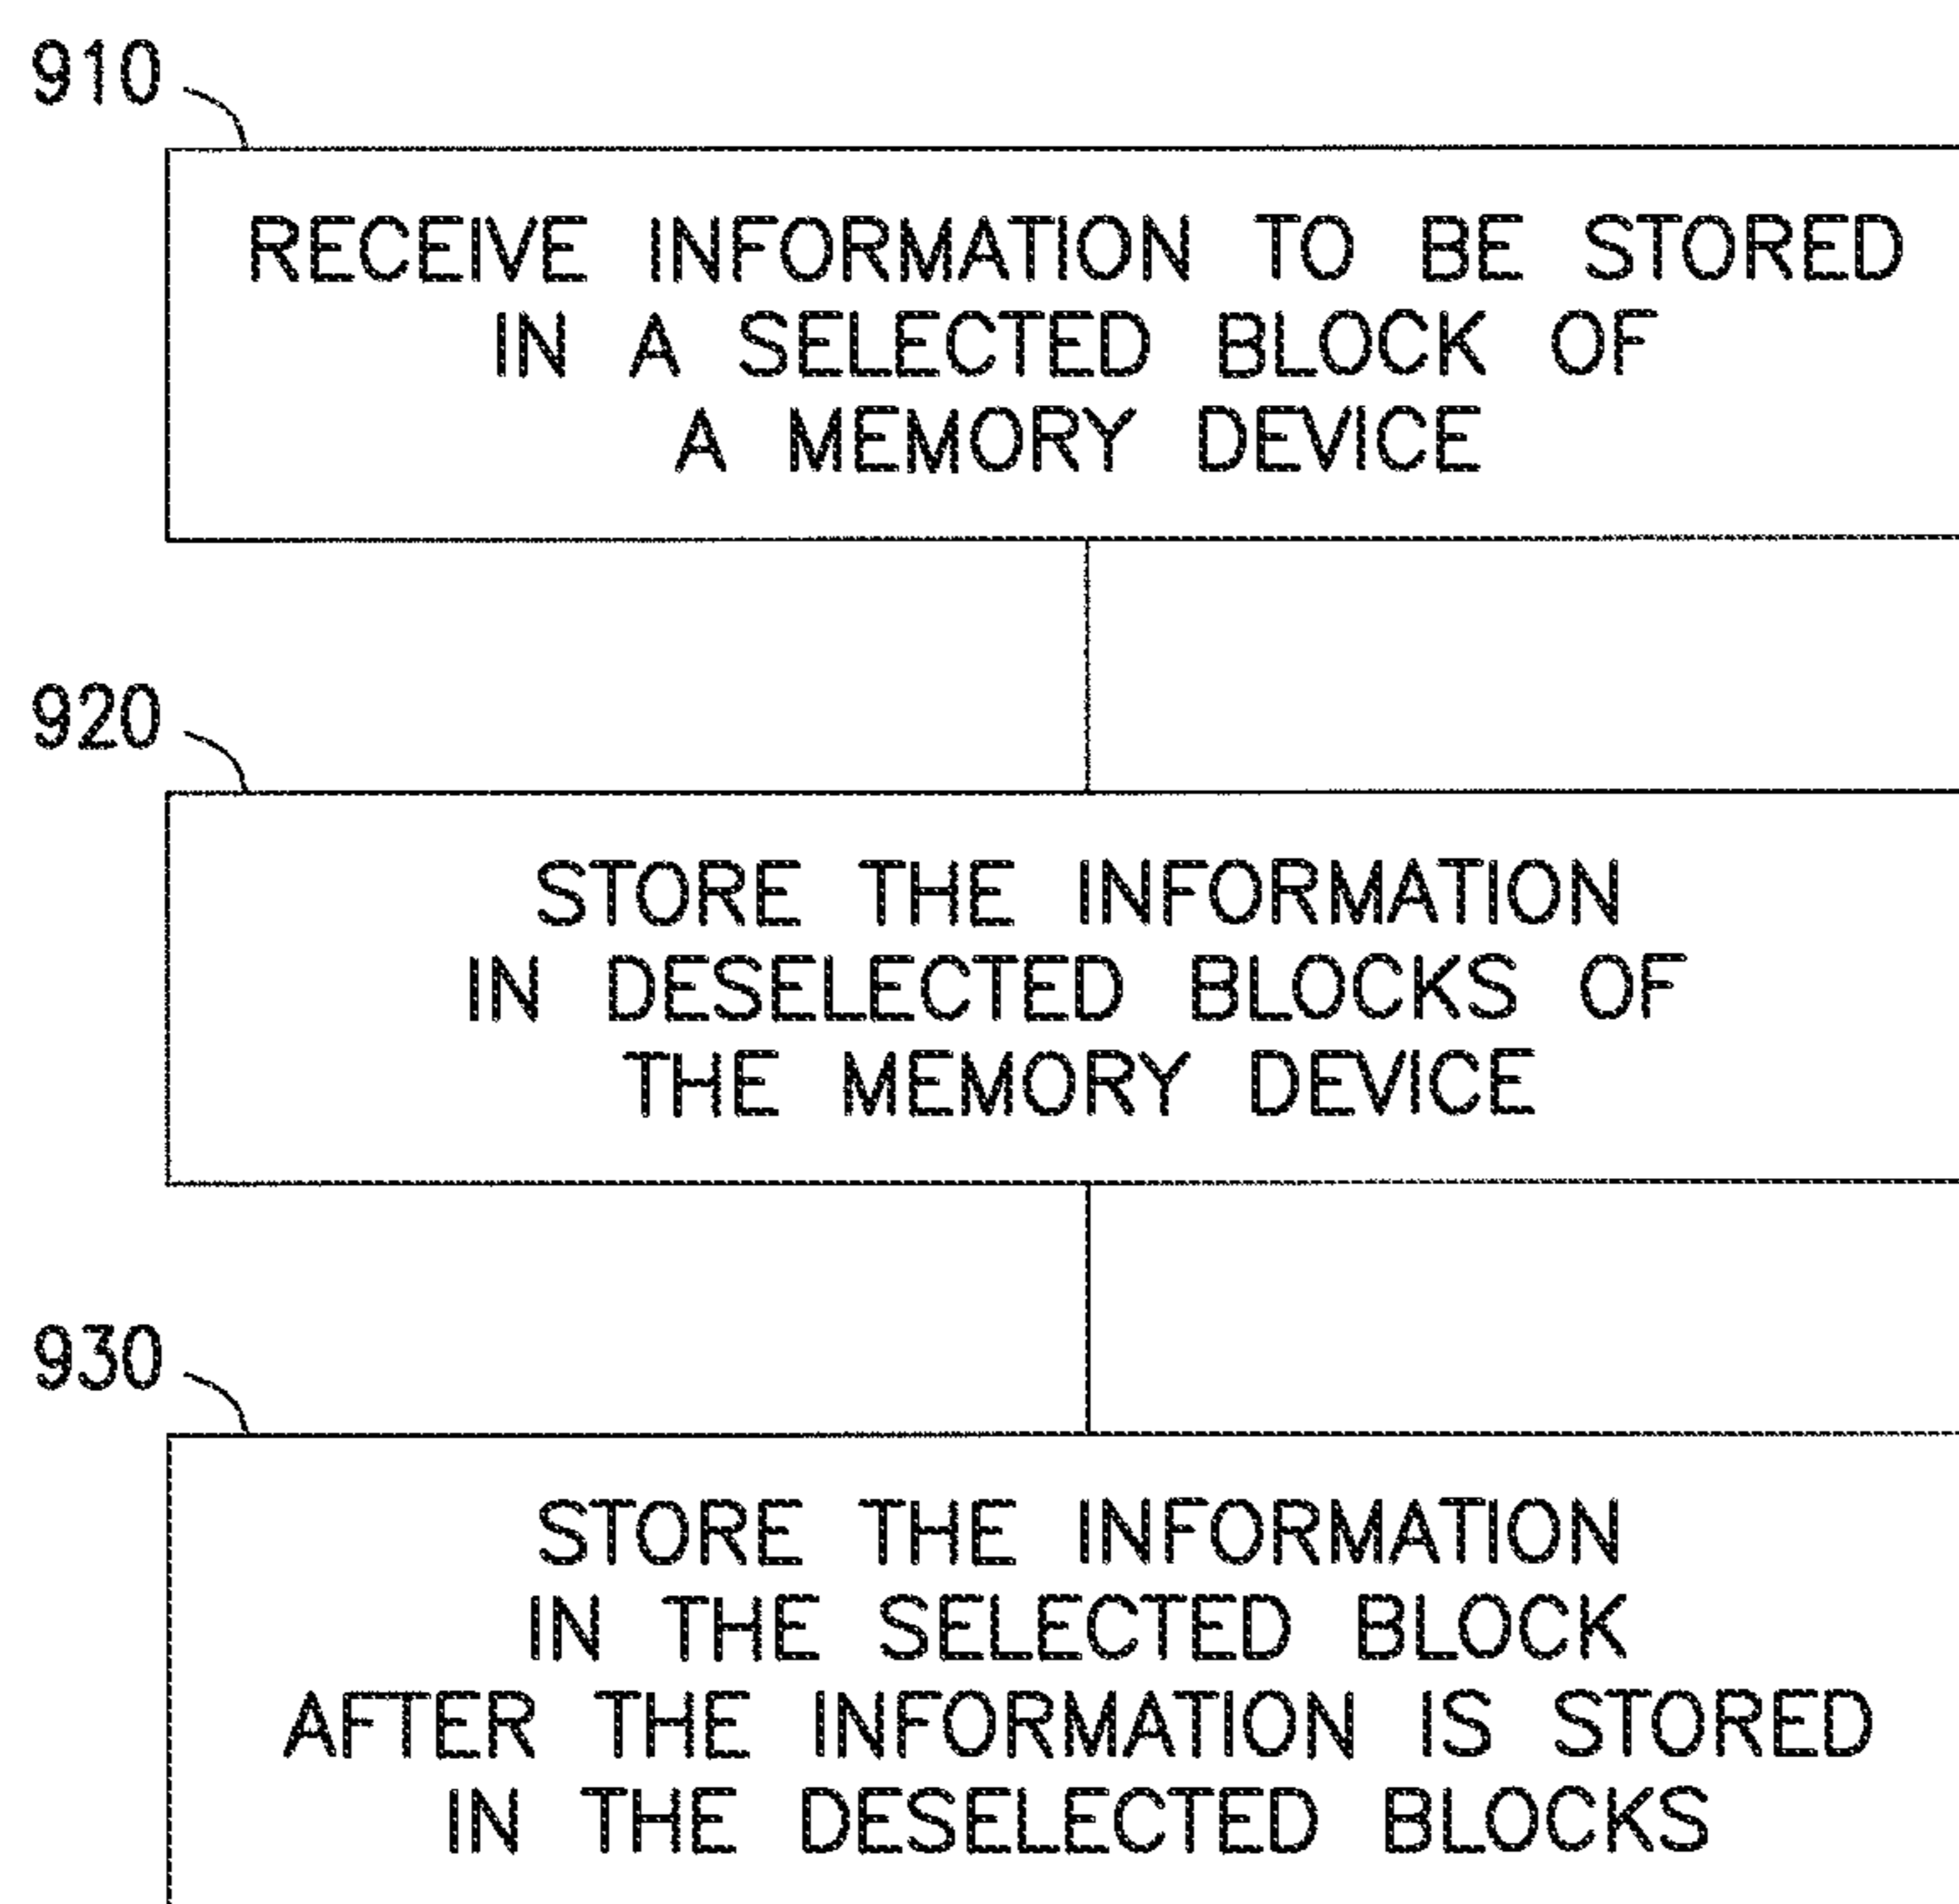 910
RECEIVE INFORMATION TO BE STORED
IN A SELECTED BLOCK OF
A MEMORY DEVICE
920
STORE THE INFORMATION
IN DESELECTED BLOCKS OF
THE MEMORY DEVICE
930
STORE THE INFORMATION
IN THE SELECTED BLOCK
AFTER THE INFORMATION IS STORED
IN THE DESELECTED BLOCKS